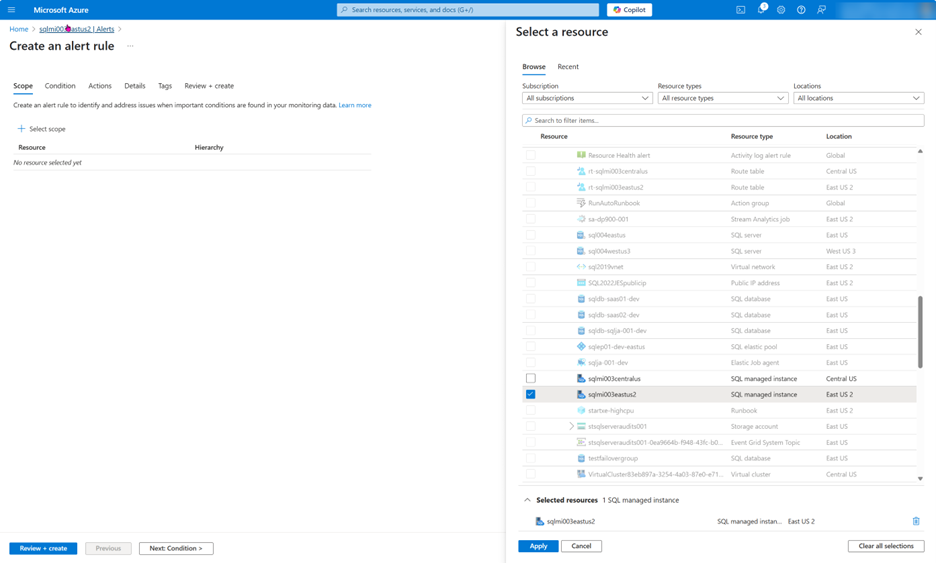 Microsoft Azure
Search resources, services, and docs (G+/)
Copilot
7
Home > sqlmi003eastus2 | Alerts >
Create an alert rule ...
Scope Condition Actions Details Tags Review + create
Create an alert rule to identify and address issues when important conditions are found in your monitoring data. Learn more
+ Select scope
Resource Hierarchy
No resource selected yet
Review + create Previous Next: Condition >
Select a resource
Browse Recent
Subscription Resource types Locations
All subscriptions All resource types All locations
Search to filter items...
Resource Resource type Location
Resource Health alert Activity log alert rule Global
rt-sqlmi003centralus Route table Central US
rt-sqlmi003eastus2 Route table East US 2
RunAutoRunbook Action group Global
sa-dp900-001 Stream Analytics job East US 2
sql004eastus SQL server East US
sql004westus3 SQL server West US 3
sql2019vnet Virtual network East US 2
SQL2022JESpublicip Public IP address East US 2
sqldb-saas01-dev SQL database East US
sqldb-saas02-dev SQL database East US
sqldb-sqlja-001-dev SQL database East US
sqlep01-dev-eastus SQL elastic pool East US
sqlja-001-dev Elastic Job agent East US
sqlmi003centralus SQL managed instance Central US
sqlmi003eastus2 SQL managed instance East US 2
startvx-highcpu Runbook East US 2
stsqlserveraudits001 Storage account East US
stsqlserveraudits001-0ea9664b-f948-43fc-b0... Event Grid System Topic East US
testfailovergroup SQL database East US
VirtualCluster83eb897a-3254-4a03-87e0-e71... Virtual cluster Central US
Selected resources 1 SQL managed instance
sqlmi003eastus2 SQL managed instan... East US 2
Apply Cancel Clear all selections